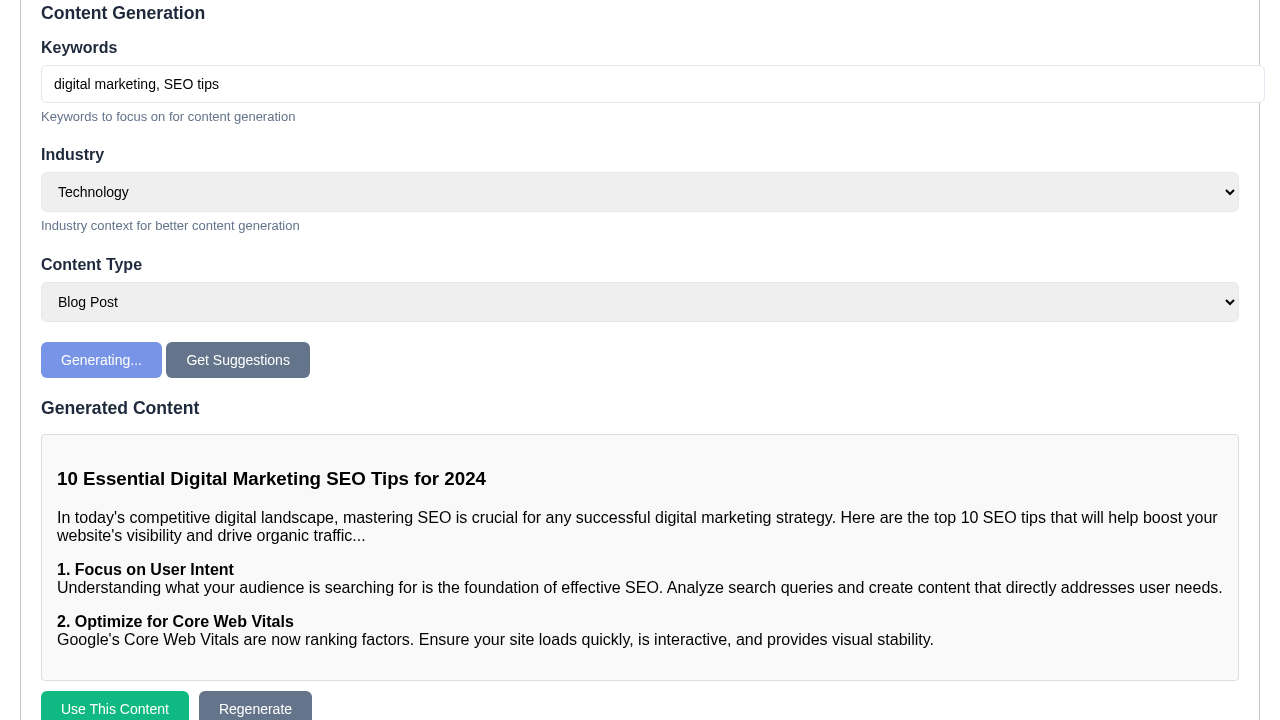 Content Generation
Keywords
digital marketing, SEO tips
Keywords to focus on for content generation
Industry
Technology
Industry context for better content generation
Content Type
Blog Post
Generating... Get Suggestions
Generated Content
10 Essential Digital Marketing SEO Tips for 2024
In today's competitive digital landscape, mastering SEO is crucial for any successful digital marketing strategy. Here are the top 10 SEO tips that will help boost your
website's visibility and drive organic traffic...
1. Focus on User Intent
Understanding what your audience is searching for is the foundation of effective SEO. Analyze search queries and create content that directly addresses user needs.
2. Optimize for Core Web Vitals
Google's Core Web Vitals are now ranking factors. Ensure your site loads quickly, is interactive, and provides visual stability.
Use This Content Regenerate